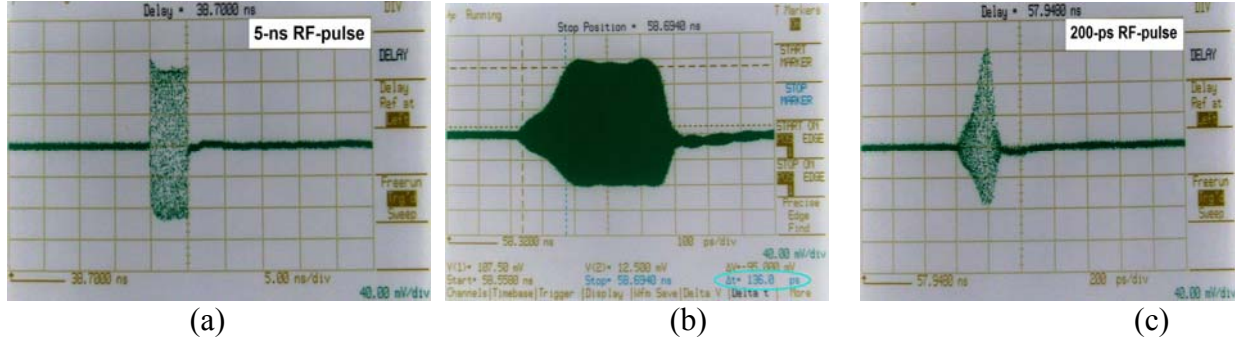 Delay = 38.7000 ns
DIV
5-ns RF-pulse
DELAY
Delay
Ref at
Freerun
Sweep
38.7000 ns
5.00 ns/div
40.00 mV/div
(a)
hp Running
T Markers
Stop Position = 58.6940 ns
START
MARKER
STOP
MARKER
START ON
EDGE
STOP ON
EDGE
Precise
Edge
Find
58.3200 ns
100 ps/div
40.00 mV/div
V(1)= 107.50 mV
V(2)= 12.500 mV
ΔV=-95.000 mV
Start= 58.5580 ns
Stop= 58.6940 ns
Δt= 136.0 ps
Channels|Timebase|Trigger |Display |Wfm Save|Delta V |Delta t | More
(b)
Delay = 57.9480 ns
DIV
200-ps RF-pulse
DELAY
Delay
Ref at
Freerun
Sweep
57.9480 ns
200 ps/div
40.00 mV/div
(c)